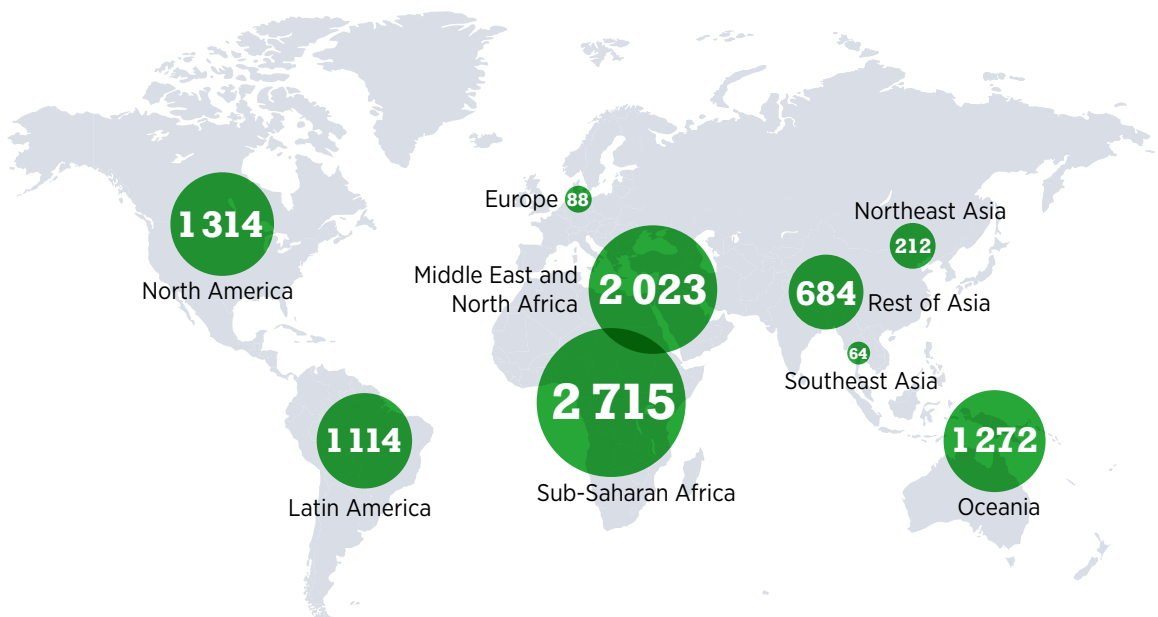 1 314
North America
Europe
88
Northeast Asia
212
Middle East and
North Africa
2 023
684
Rest of Asia
64
Southeast Asia
2 715
Sub-Saharan Africa
1 114
Latin America
1 272
Oceania